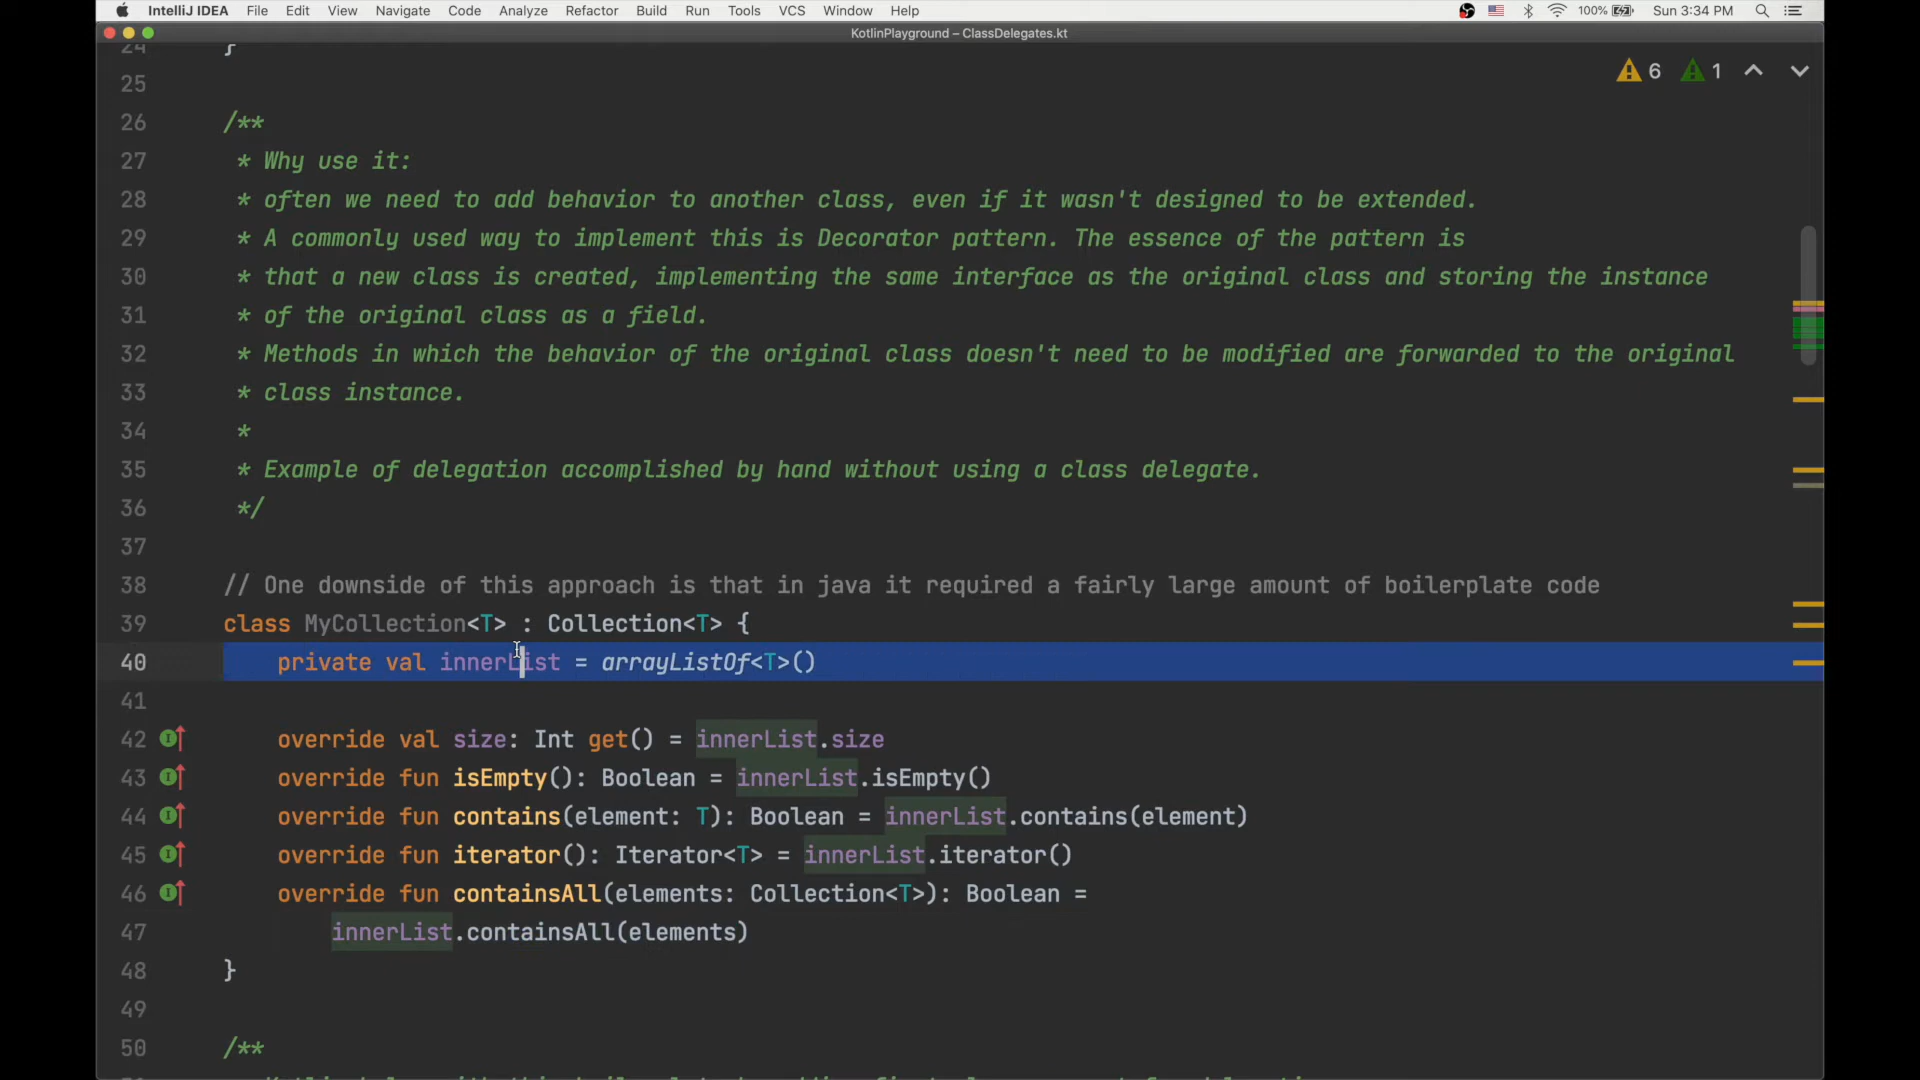 IntelliJ IDEA File Edit View Navigate Code Analyze Refactor Build Run Tools VCS Window Help 100% Sun 3:34 PM
KotlinPlayground – ClassDelegates.kt
24 }
6 1
25
26 /**
27 * Why use it:
28 * often we need to add behavior to another class, even if it wasn't designed to be extended.
29 * A commonly used way to implement this is Decorator pattern. The essence of the pattern is
30 * that a new class is created, implementing the same interface as the original class and storing the instance
31 * of the original class as a field.
32 * Methods in which the behavior of the original class doesn't need to be modified are forwarded to the original
33 * class instance.
34 *
35 * Example of delegation accomplished by hand without using a class delegate.
36 */
37
38 // One downside of this approach is that in java it required a fairly large amount of boilerplate code
39 class MyCollection<T> : Collection<T> {
40 private val innerList = arrayListOf<T>()
41
42 override val size: Int get() = innerList.size
43 override fun isEmpty(): Boolean = innerList.isEmpty()
44 override fun contains(element: T): Boolean = innerList.contains(element)
45 override fun iterator(): Iterator<T> = innerList.iterator()
46 override fun containsAll(elements: Collection<T>): Boolean =
47 innerList.containsAll(elements)
48 }
49
50 /**